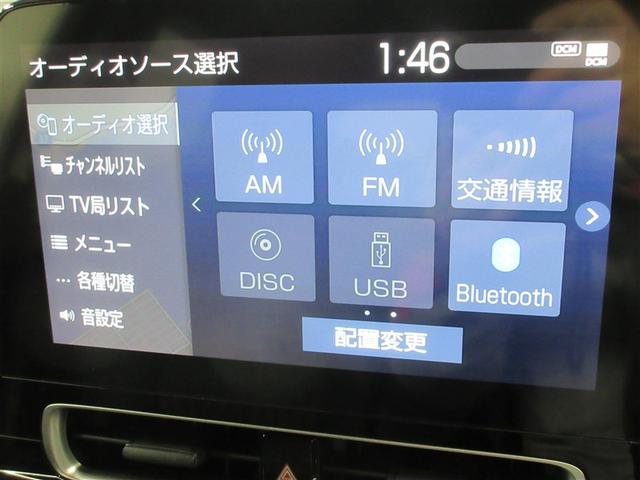 オーディオソース選択
1:46
DCM
DCM
オーディオ選択
チャンネルリスト
TV局リスト
メニュー
各種切替
音設定
AM
FM
交通情報
DISC
USB
Bluetooth
配置変更